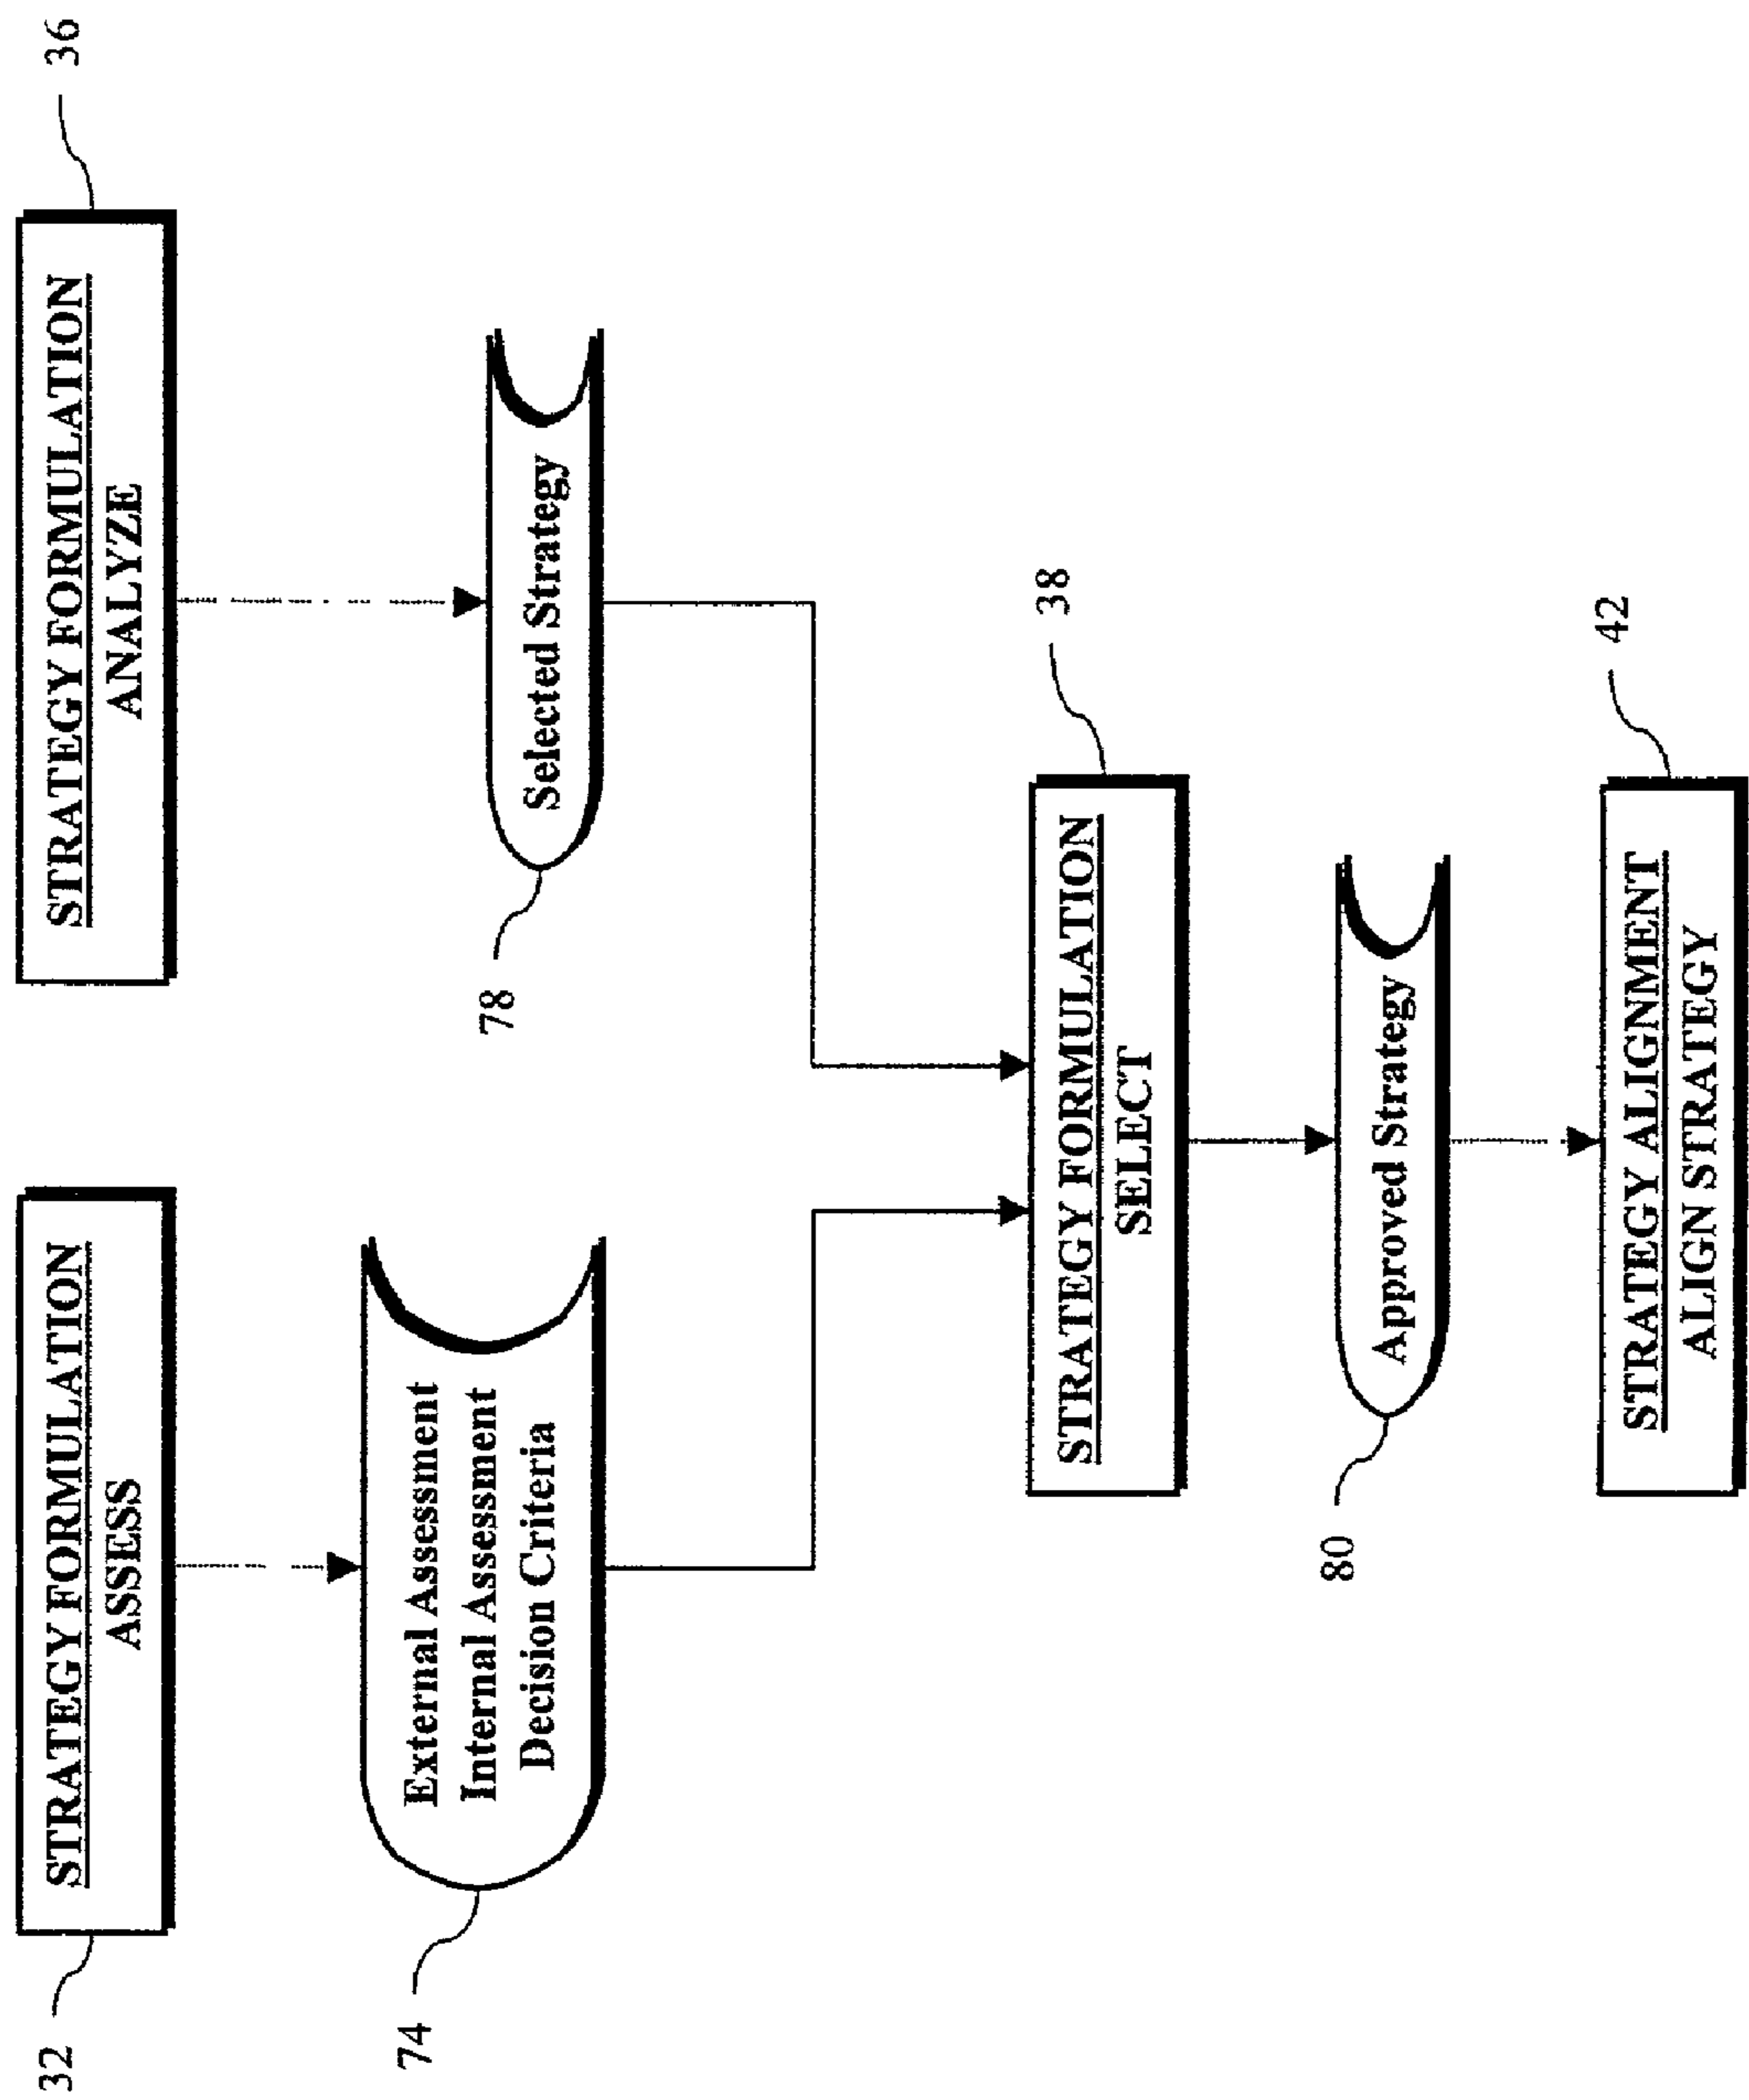 32
STRATEGY FORMULATION
ASSESS
STRATEGY FORMULATION
ANALYZE
36
74
External Assessment
Internal Assessment
Decision Criteria
78
Selected Strategy
STRATEGY FORMULATION
SELECT
38
80
Approved Strategy
STRATEGY ALIGNMENT
ALIGN STRATEGY
42